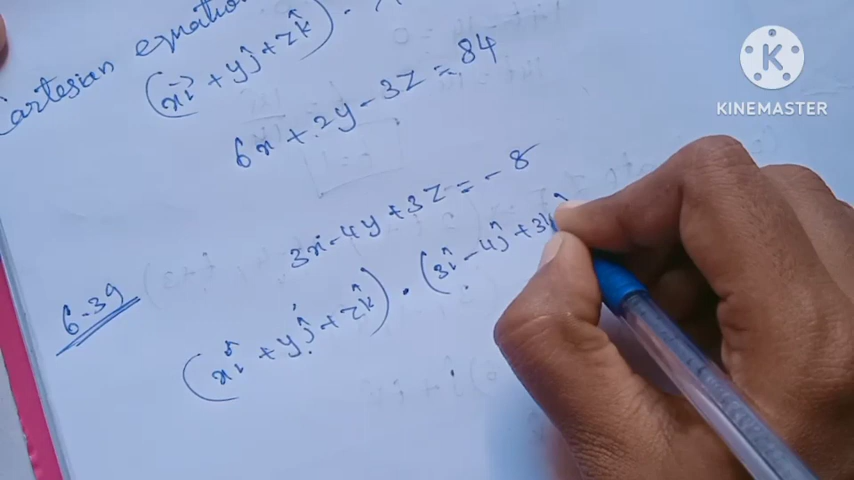 Cartesian equation
(xî + yĵ + zk̂) ·
6x + 2y - 3z = 84
3x - 4y + 3z = - 8
6.39
(xî + yĵ + zk̂) · (3î - 4ĵ + 3k̂
KINEMASTER